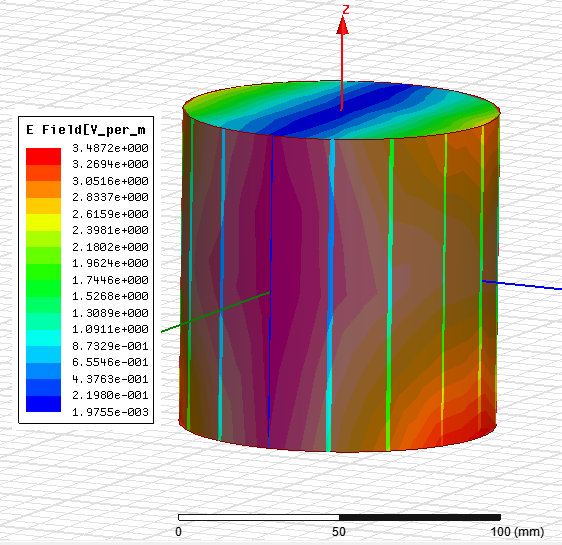 Z
E Field[V_per_m
3.4872e+000
3.2694e+000
3.0516e+000
2.8337e+000
2.6159e+000
2.3981e+000
2.1802e+000
1.9624e+000
1.7446e+000
1.5268e+000
1.3089e+000
1.0911e+000
8.7329e-001
6.5546e-001
4.3763e-001
2.1980e-001
1.9755e-003
0
50
100 (mm)